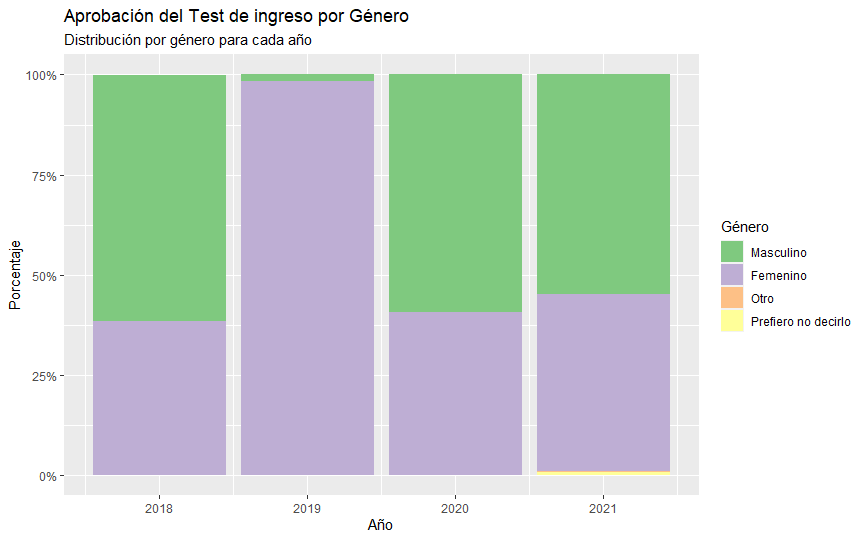 Aprobación del Test de ingreso por Género
Distribución por género para cada año
Porcentaje
100%
75%
50%
25%
0%
2018
2019
2020
2021
Año
Género
Masculino
Femenino
Otro
Prefiero no decirlo